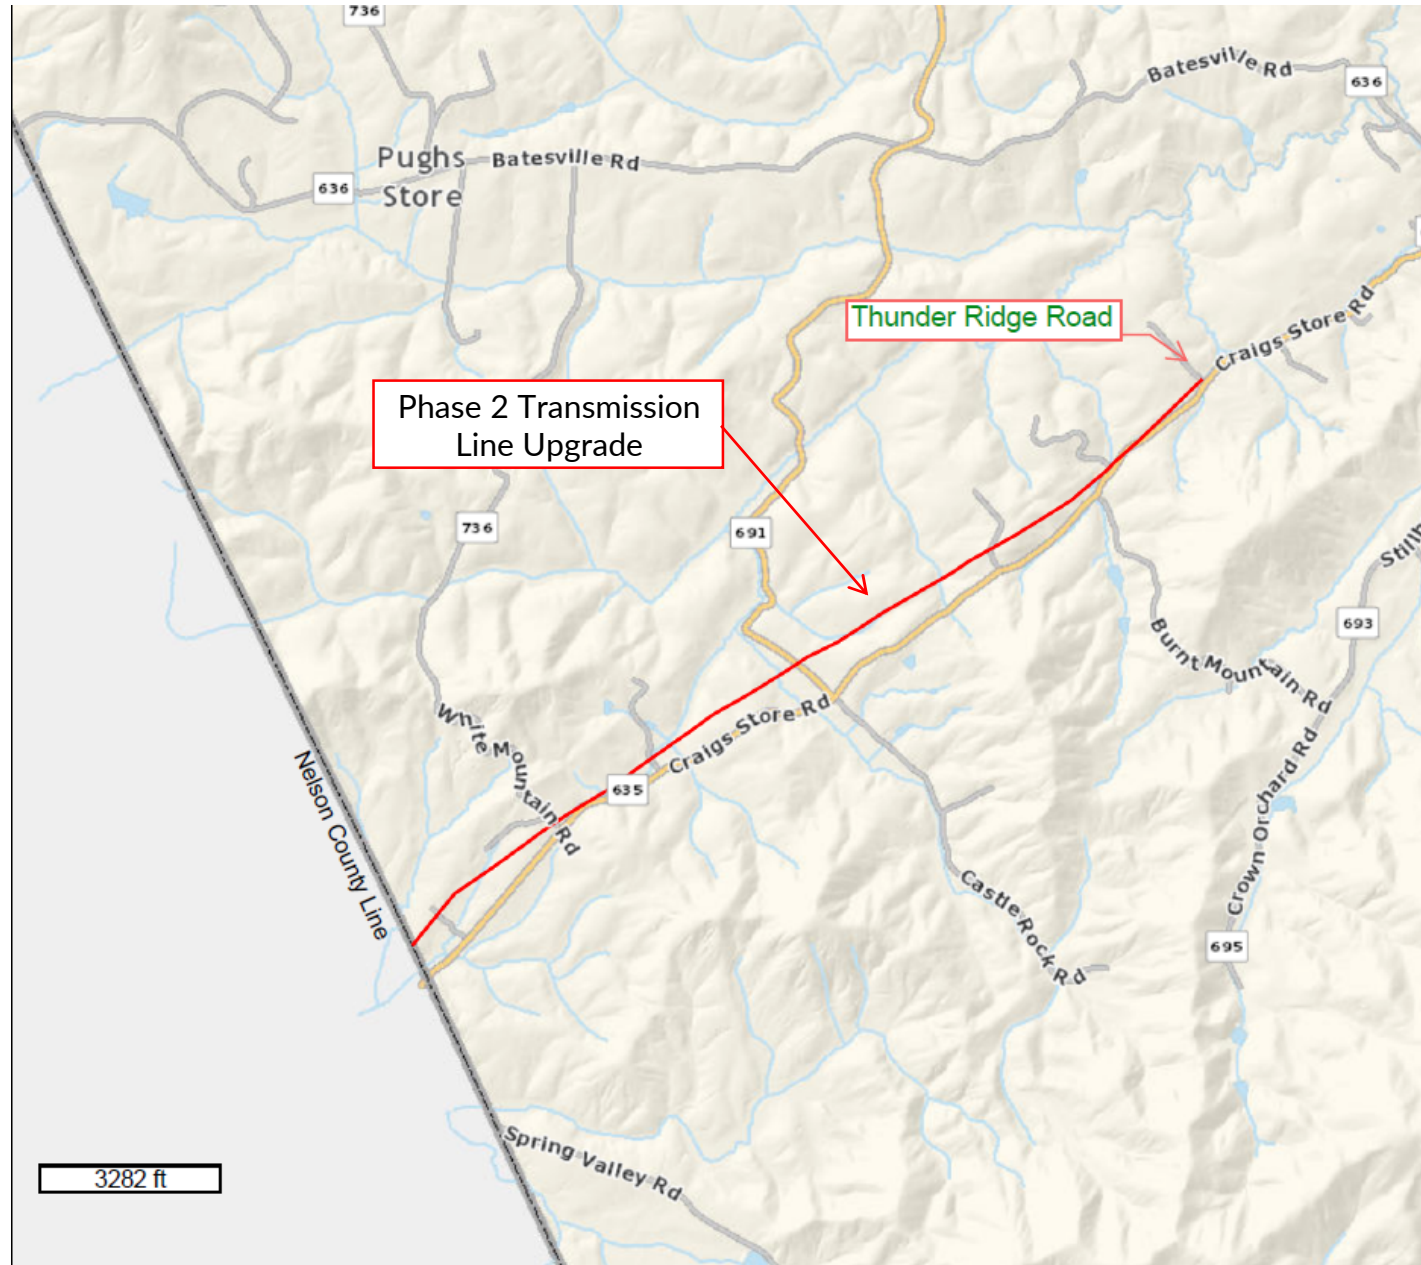 736
Batesville Rd
636
Pughs
Store
Batesville Rd
636
Thunder Ridge Road
Craigs Store Rd
Phase 2 Transmission
Line Upgrade
736
691
693
Burnt Mountain Rd
White Mountain Rd
Craigs Store Rd
635
Nelson County Line
Crown Orchard Rd
Castle Rock Rd
695
Spring Valley Rd
3282 ft